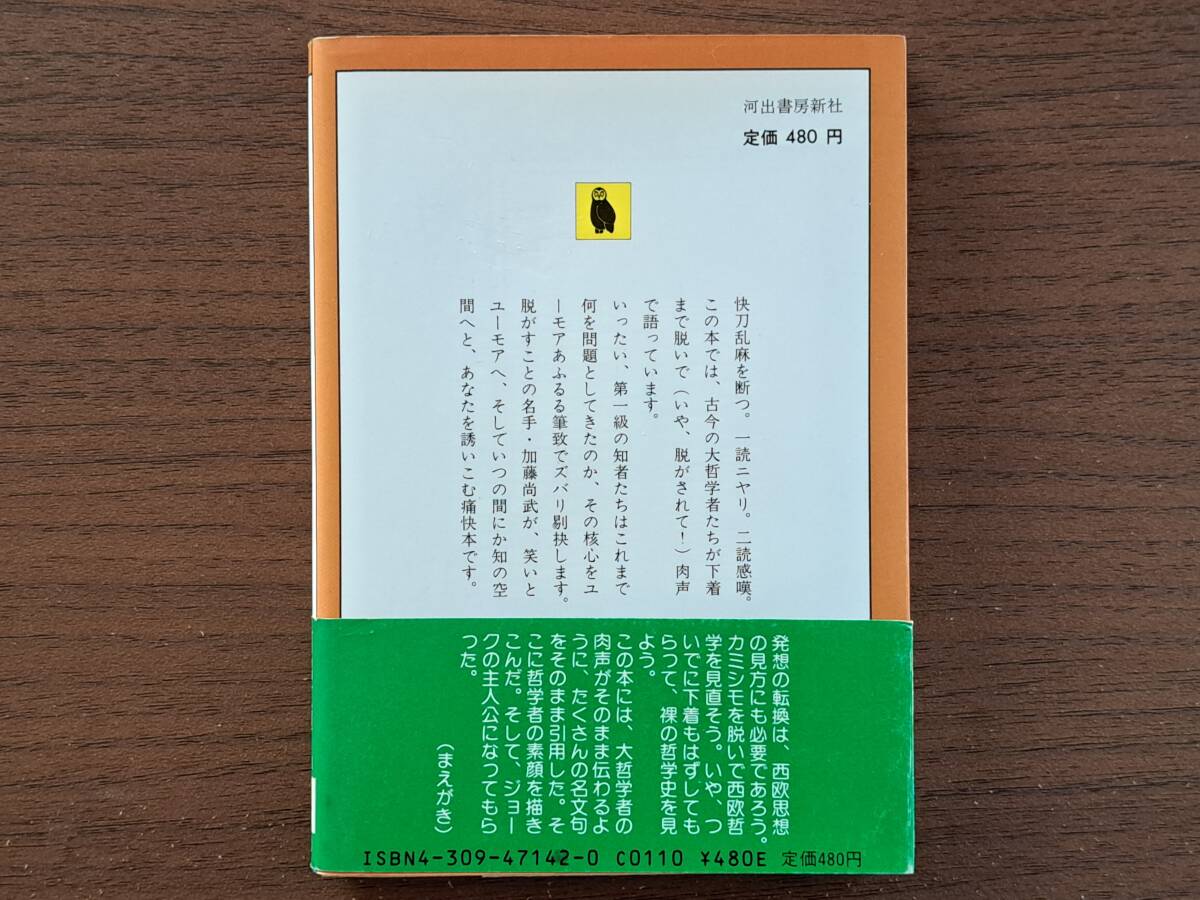 河出書房新社
定価 480 円
快刀乱麻を断つ。一読ニヤリ。二読感嘆。
この本では、古今の大哲学者たちが下着
まで脱いで（いや、脱がされて！）肉声
で語っています。
いったい、第一級の知者たちはこれまで
何を問題としてきたのか、その核心をユ
ーモアあふるる筆致でズバリ剔抉します。
脱がすことの名手・加藤尚武が、笑いと
ユーモアへ、そしていつの間にか知の空
間へと、あなたを誘いこむ痛快本です。
発想の転換は、西欧思想
の見方にも必要であろう。
カミシモを脱いで西欧哲
学を見直そう。いや、つ
いでに下着もはずしても
らつて、裸の哲学史を見
よう。
この本には、大哲学者の
肉声がそのまま伝わるよ
うに、たくさんの名文句
をそのまま引用した。そ
こに哲学者の素顔を描き
こんだ。そして、ジョー
クの主人公になってもら
つた。
（まえがき）
ISBN4-309-47142-0 C0110 ¥480E 定価480円